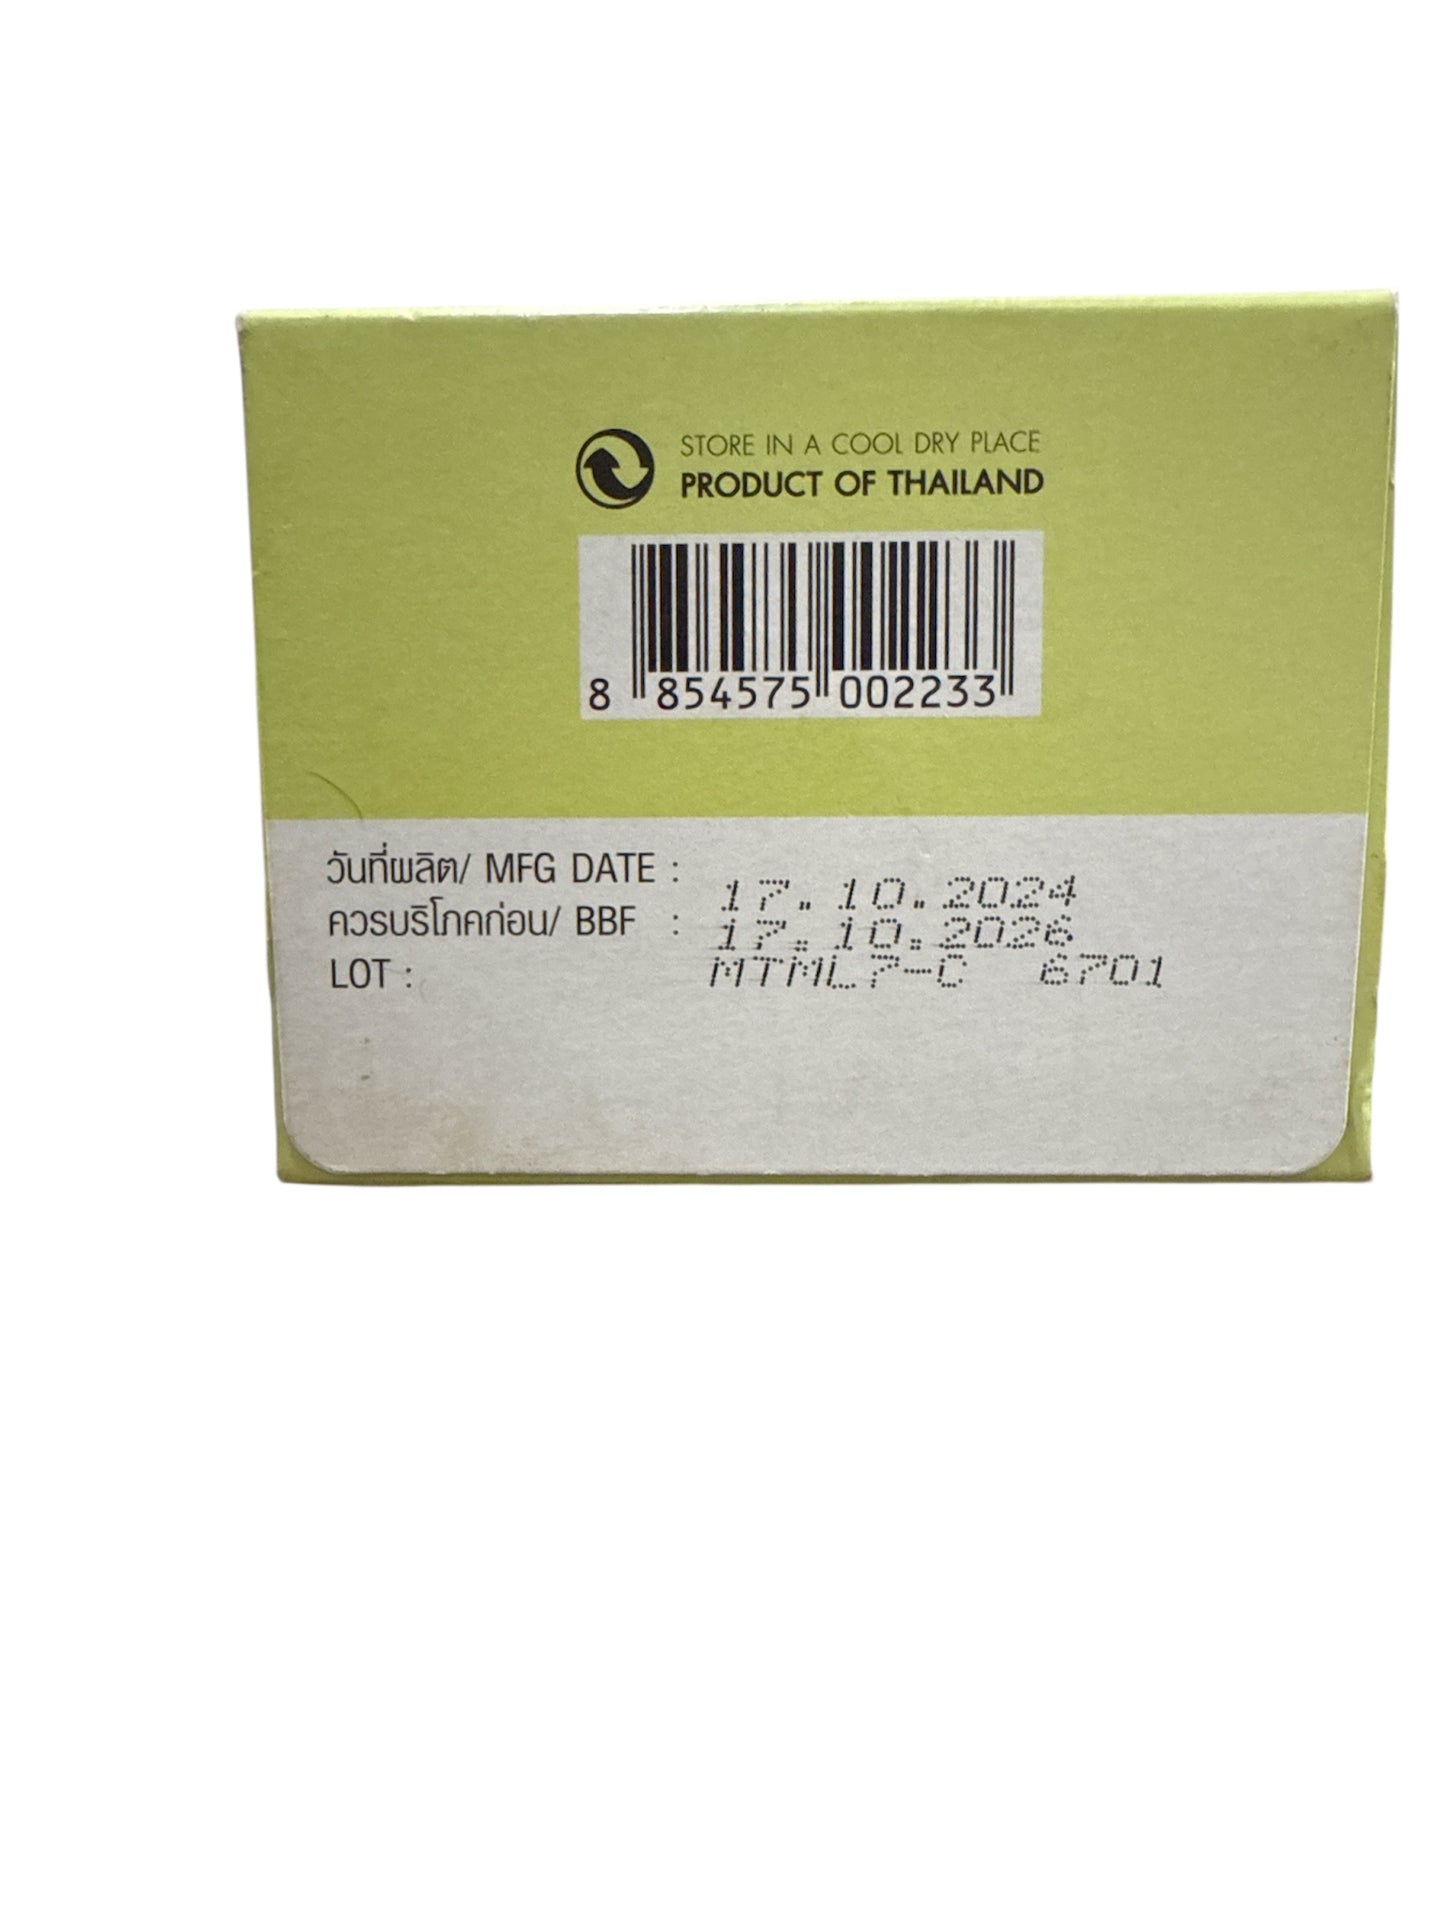 STORE IN A COOL DRY PLACE
PRODUCT OF THAILAND
8 854575 002233
วันที่ผลิต/ MFG DATE : 17.10.2024
ควรบริโภคก่อน/ BBF : 17.10.2026
LOT : MTML7-C 6701